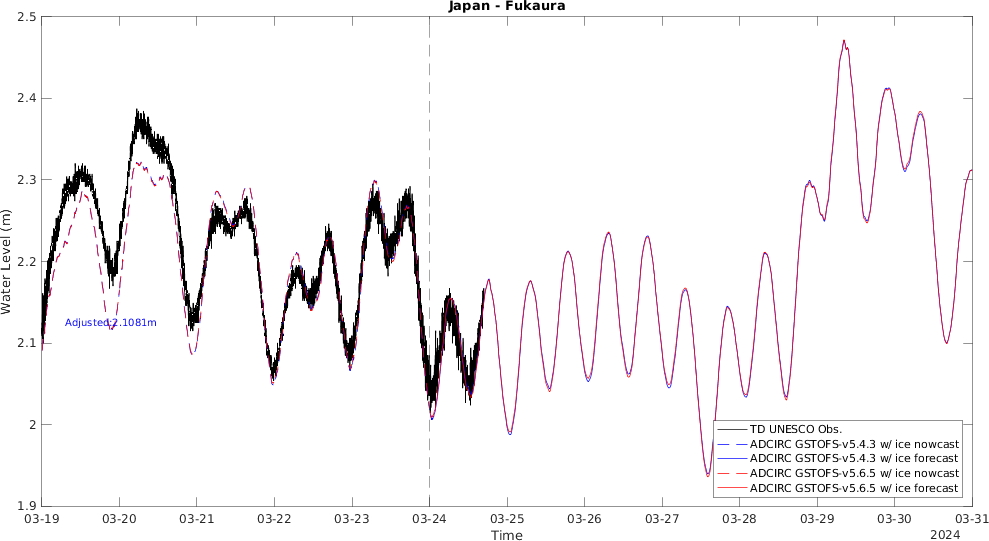 Japan - Fukaura
2.5
2.4
2.3
2.2
2.1
2
1.9
Water Level (m)
Adjusted:2.1081m
TD UNESCO Obs.
ADCIRC GSTOFS-v5.4.3 w/ ice nowcast
ADCIRC GSTOFS-v5.4.3 w/ ice forecast
ADCIRC GSTOFS-v5.6.5 w/ ice nowcast
ADCIRC GSTOFS-v5.6.5 w/ ice forecast
03-19 03-20 03-21 03-22 03-23 03-24 03-25 03-26 03-27 03-28 03-29 03-30 03-31
Time
2024